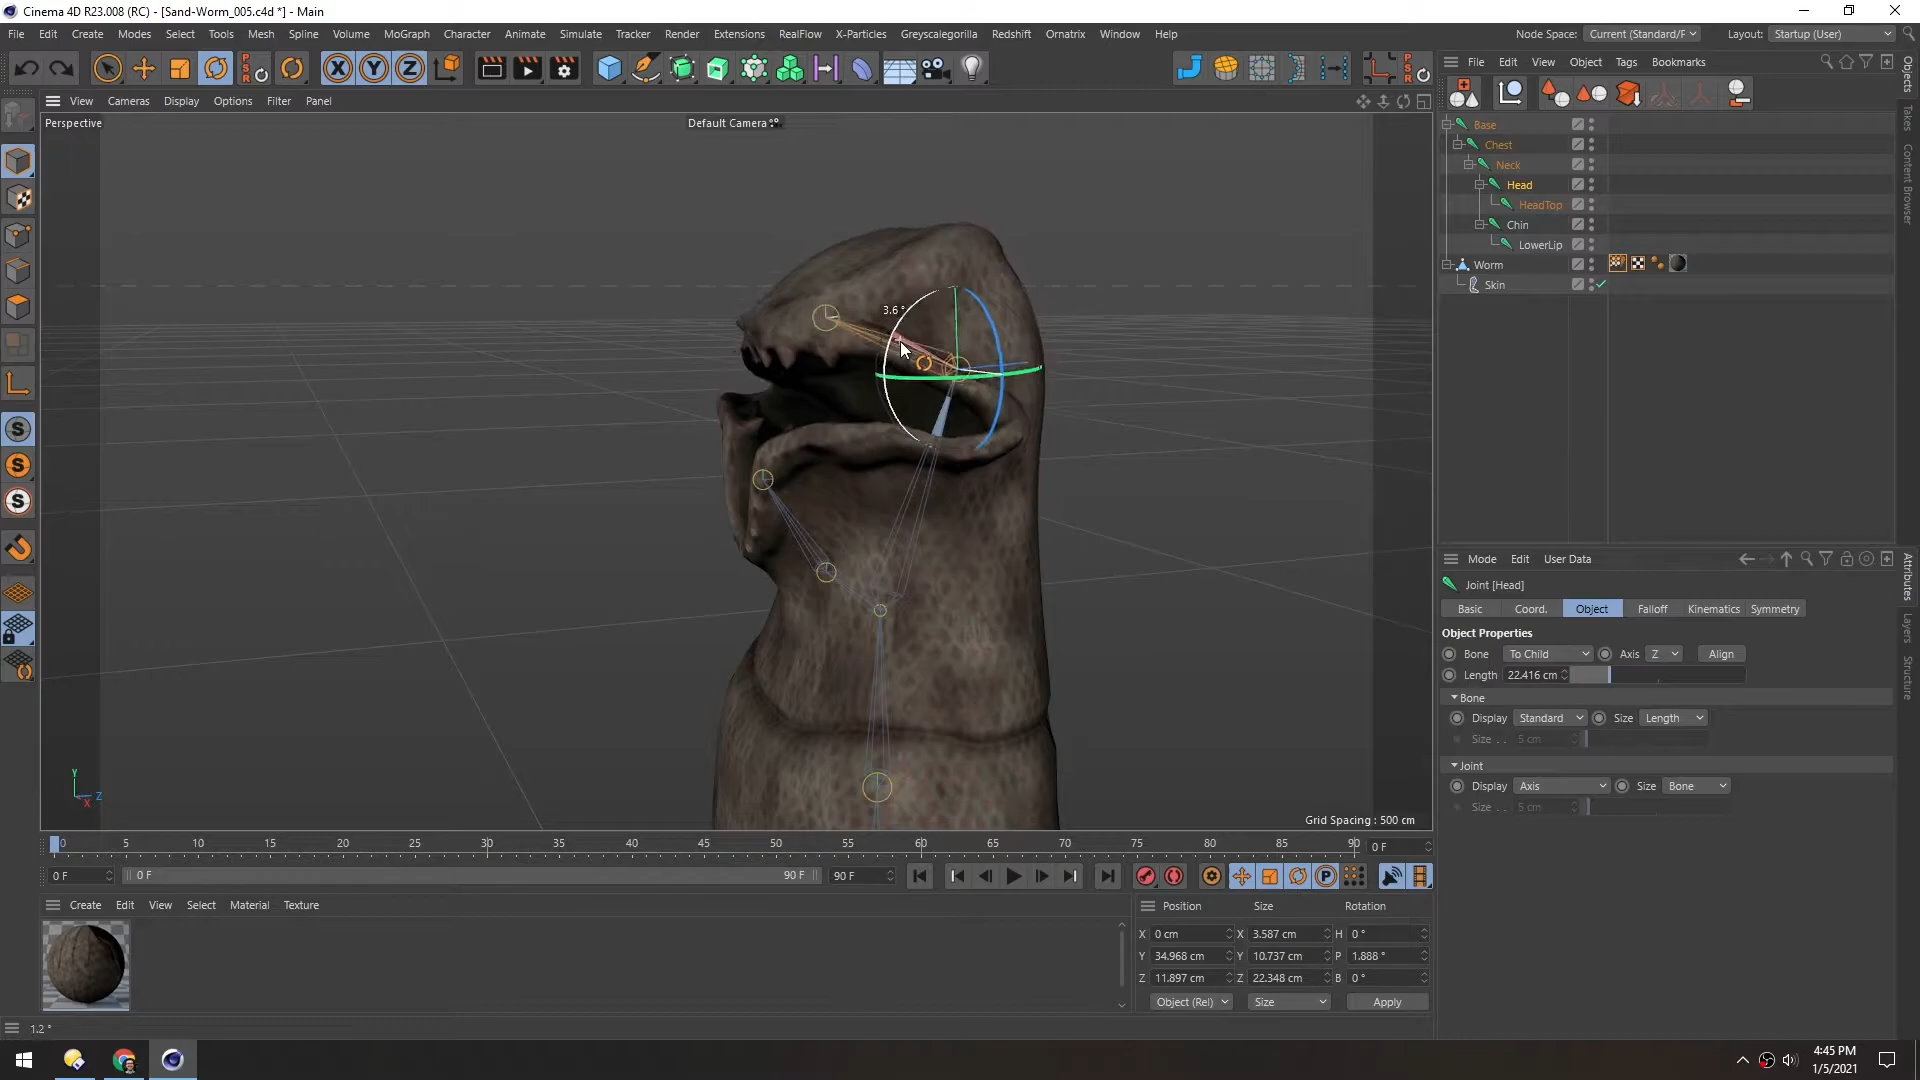 Cinema 4D R23.008 (RC) - [Sand-Worm_005.c4d *] - Main
File Edit Create Modes Select Tools Mesh Spline Volume MoGraph Character Animate Simulate Tracker Render Extensions RealFlow X-Particles Greyscalegorilla Redshift Ornatrix Window Help Node Space: Current (Standard/F Layout: Startup (User)
X Y Z P S R P S R
File Edit View Object Tags Bookmarks
View Cameras Display Options Filter Panel
Perspective
Default Camera
Base
Chest
Neck
Head
HeadTop
Chin
LowerLip
Worm
Skin
Objects
Takes
Content Browser
3.6 °
S
S
S
Y
Z
X
Grid Spacing : 500 cm
Mode Edit User Data
Joint [Head]
Basic Coord. Object Falloff Kinematics Symmetry
Object Properties
Bone To Child Axis Z Align
Length 22.416 cm
Bone
Display Standard Size Length
Size . . 5 cm
Joint
Display Axis Size Bone
Size . . 5 cm
Attributes
Layers
Structure
0 5 10 15 20 25 30 35 40 45 50 55 60 65 70 75 80 85 90 0 F
0 F 0 F 90 F 90 F P
Create Edit View Select Material Texture
Position Size Rotation
X 0 cm X 3.587 cm H 0 °
Y 34.968 cm Y 10.737 cm P 1.888 °
Z 11.897 cm Z 22.348 cm B 0 °
Object (Rel) Size Apply
1.2 °
4:45 PM
1/5/2021